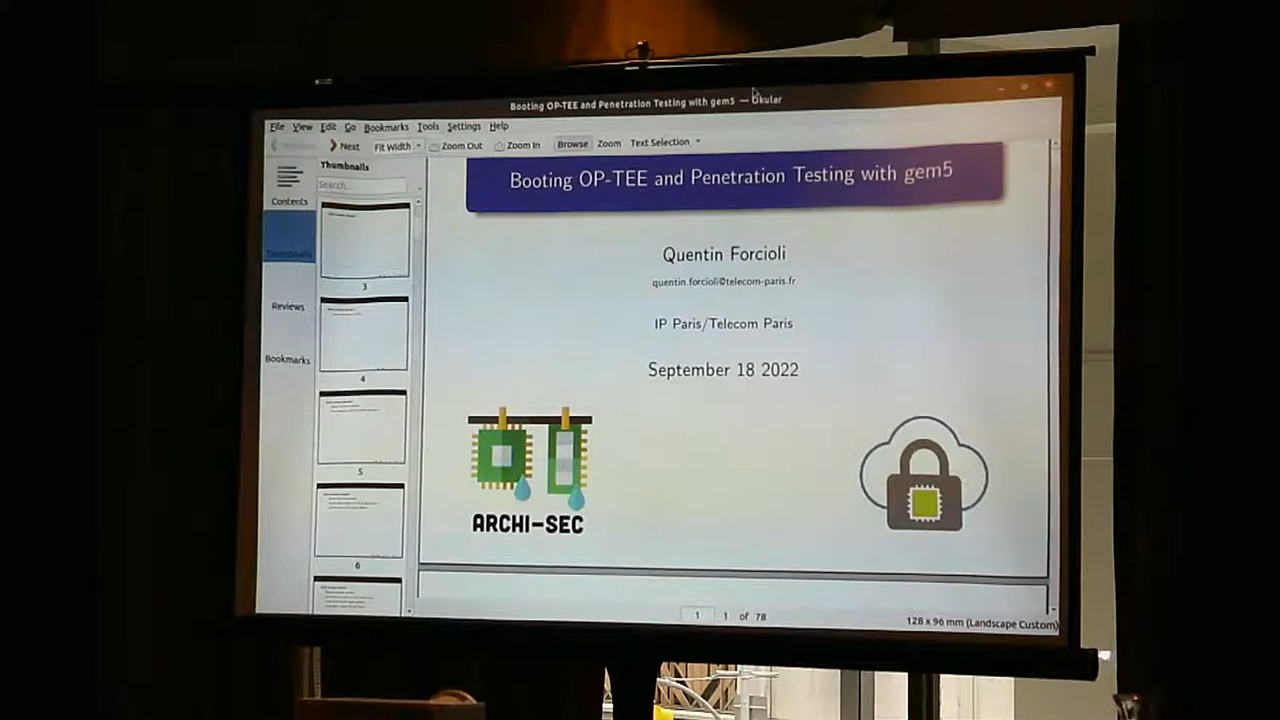 Booting OP-TEE and Penetration Testing with gem5 — Okular
File View Edit Go Bookmarks Tools Settings Help
Next Fit Width Zoom Out Zoom In Browse Zoom Text Selection
Contents
Thumbnails
Reviews
Bookmarks
Thumbnails
Search...
3
4
5
6
Booting OP-TEE and Penetration Testing with gem5
Quentin Forcioli
quentin.forcioli@telecom-paris.fr
IP Paris/Telecom Paris
September 18 2022
ARCHI-SEC
1 1 of 78
128 x 96 mm (Landscape Custom)